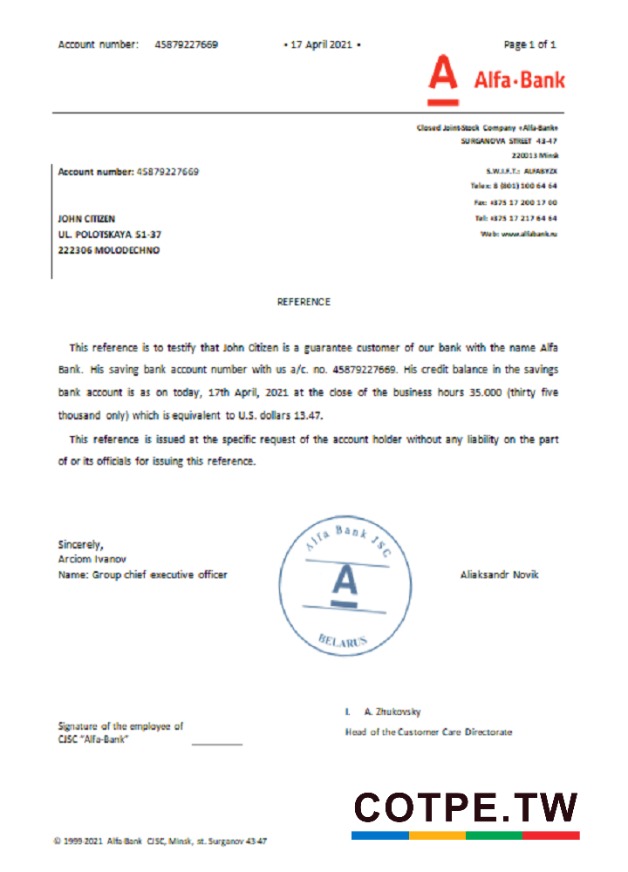 Account number: 45879227669 • 17 April 2021 • Page 1 of 1
A Alfa·Bank
Closed Joint-Stock Company «Alfa-Bank»
SURGANOVA STREET 43-47
220013 Minsk
Account number: 45879227669
S.W.I.F.T.: ALFABY2X
Telex: 8 (801) 100 64 64
Fax: +375 17 200 17 00
JOHN CITIZEN
Tel: +375 17 217 64 64
UL. POLOTSKAYA 51-37
Web: www.alfabank.ru
222306 MOLODECHNO
REFERENCE
This reference is to testify that John Citizen is a guarantee customer of our bank with the name Alfa
Bank. His saving bank account number with us a/c. no. 45879227669. His credit balance in the savings
bank account is as on today, 17th April, 2021 at the close of the business hours 35.000 (thirty five
thousand only) which is equivalent to U.S. dollars 13.47.
This reference is issued at the specific request of the account holder without any liability on the part
of or its officials for issuing this reference.
Sincerely,
Arciom Ivanov
Name: Group chief executive officer
Alfa Bank JSC
A
BELARUS
Aliaksandr Novik
I. A. Zhukovsky
Head of the Customer Care Directorate
Signature of the employee of
CJSC "Alfa-Bank"
COTPE.TW
© 1999-2021 Alfa-Bank CJSC, Minsk, st. Surganov 43-47